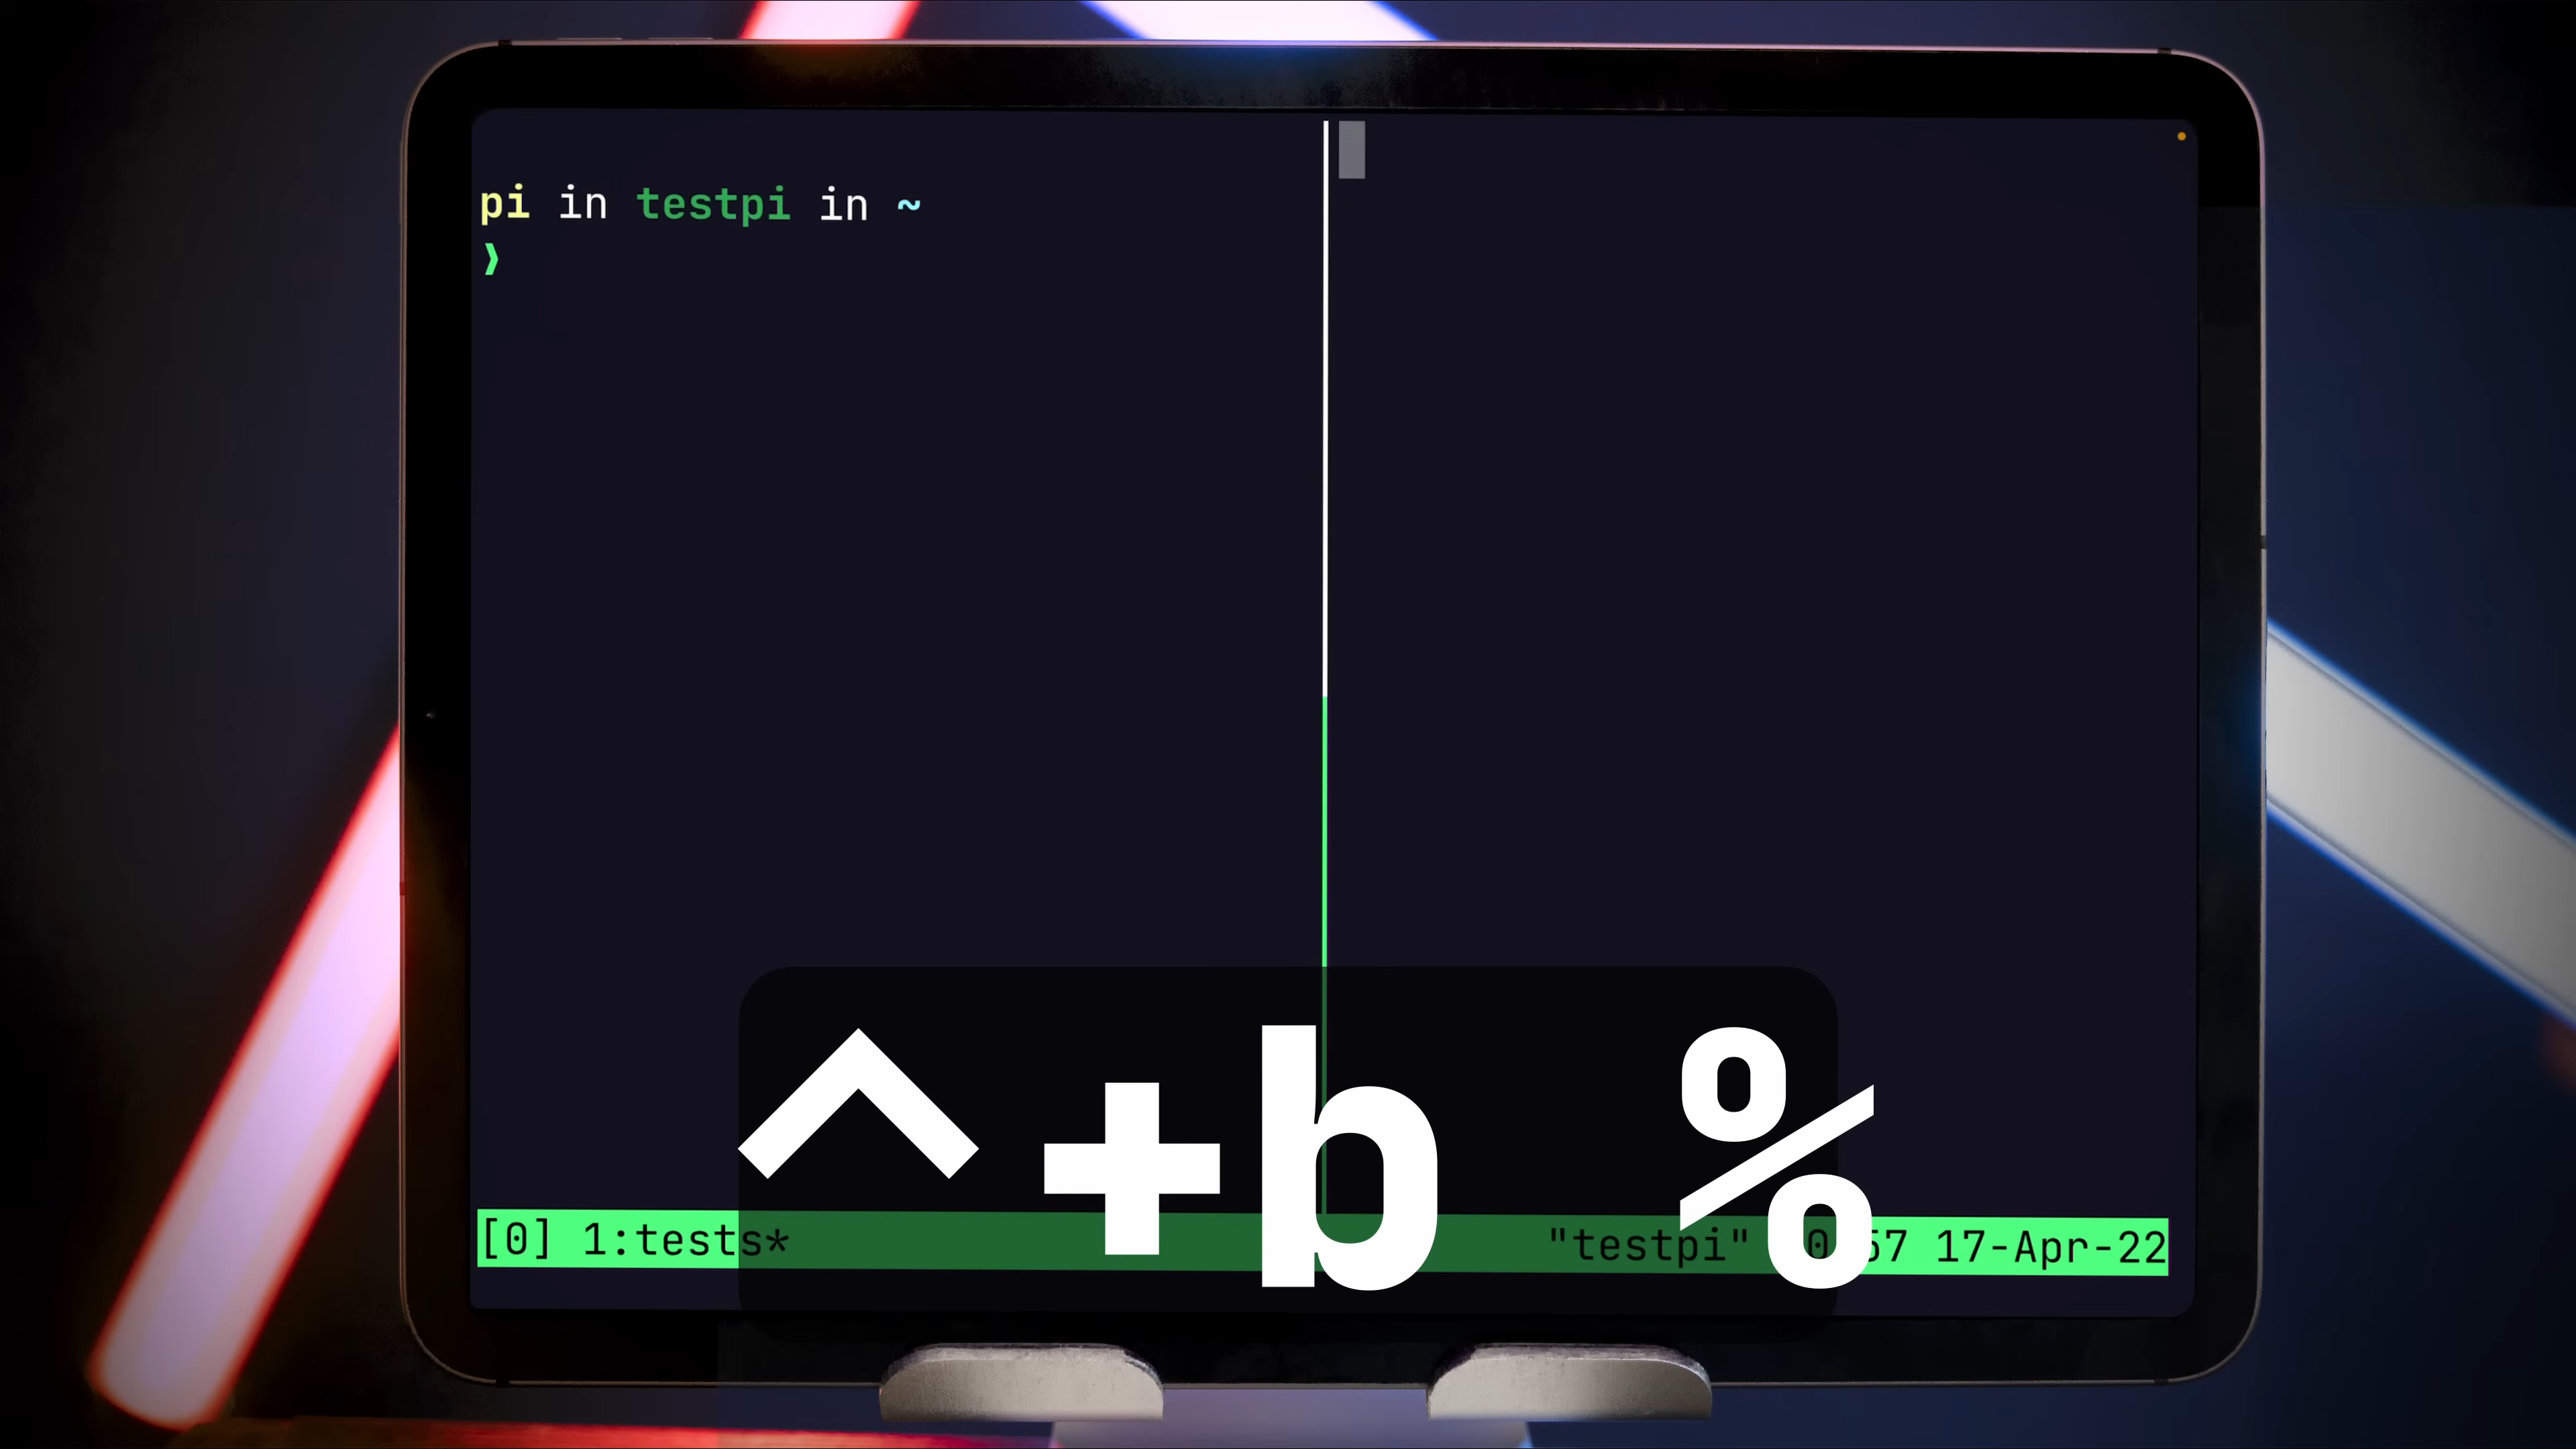 pi in testpi in ~
❯
^+b %
[0] 1:tests* "testpi" 17-Apr-22